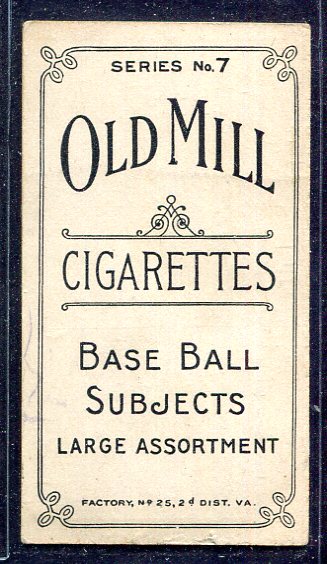 SERIES No. 7
OLD MILL
CIGARETTES
BASE BALL
SUBJECTS
LARGE ASSORTMENT
FACTORY, Nº 25, 2d DIST. VA.